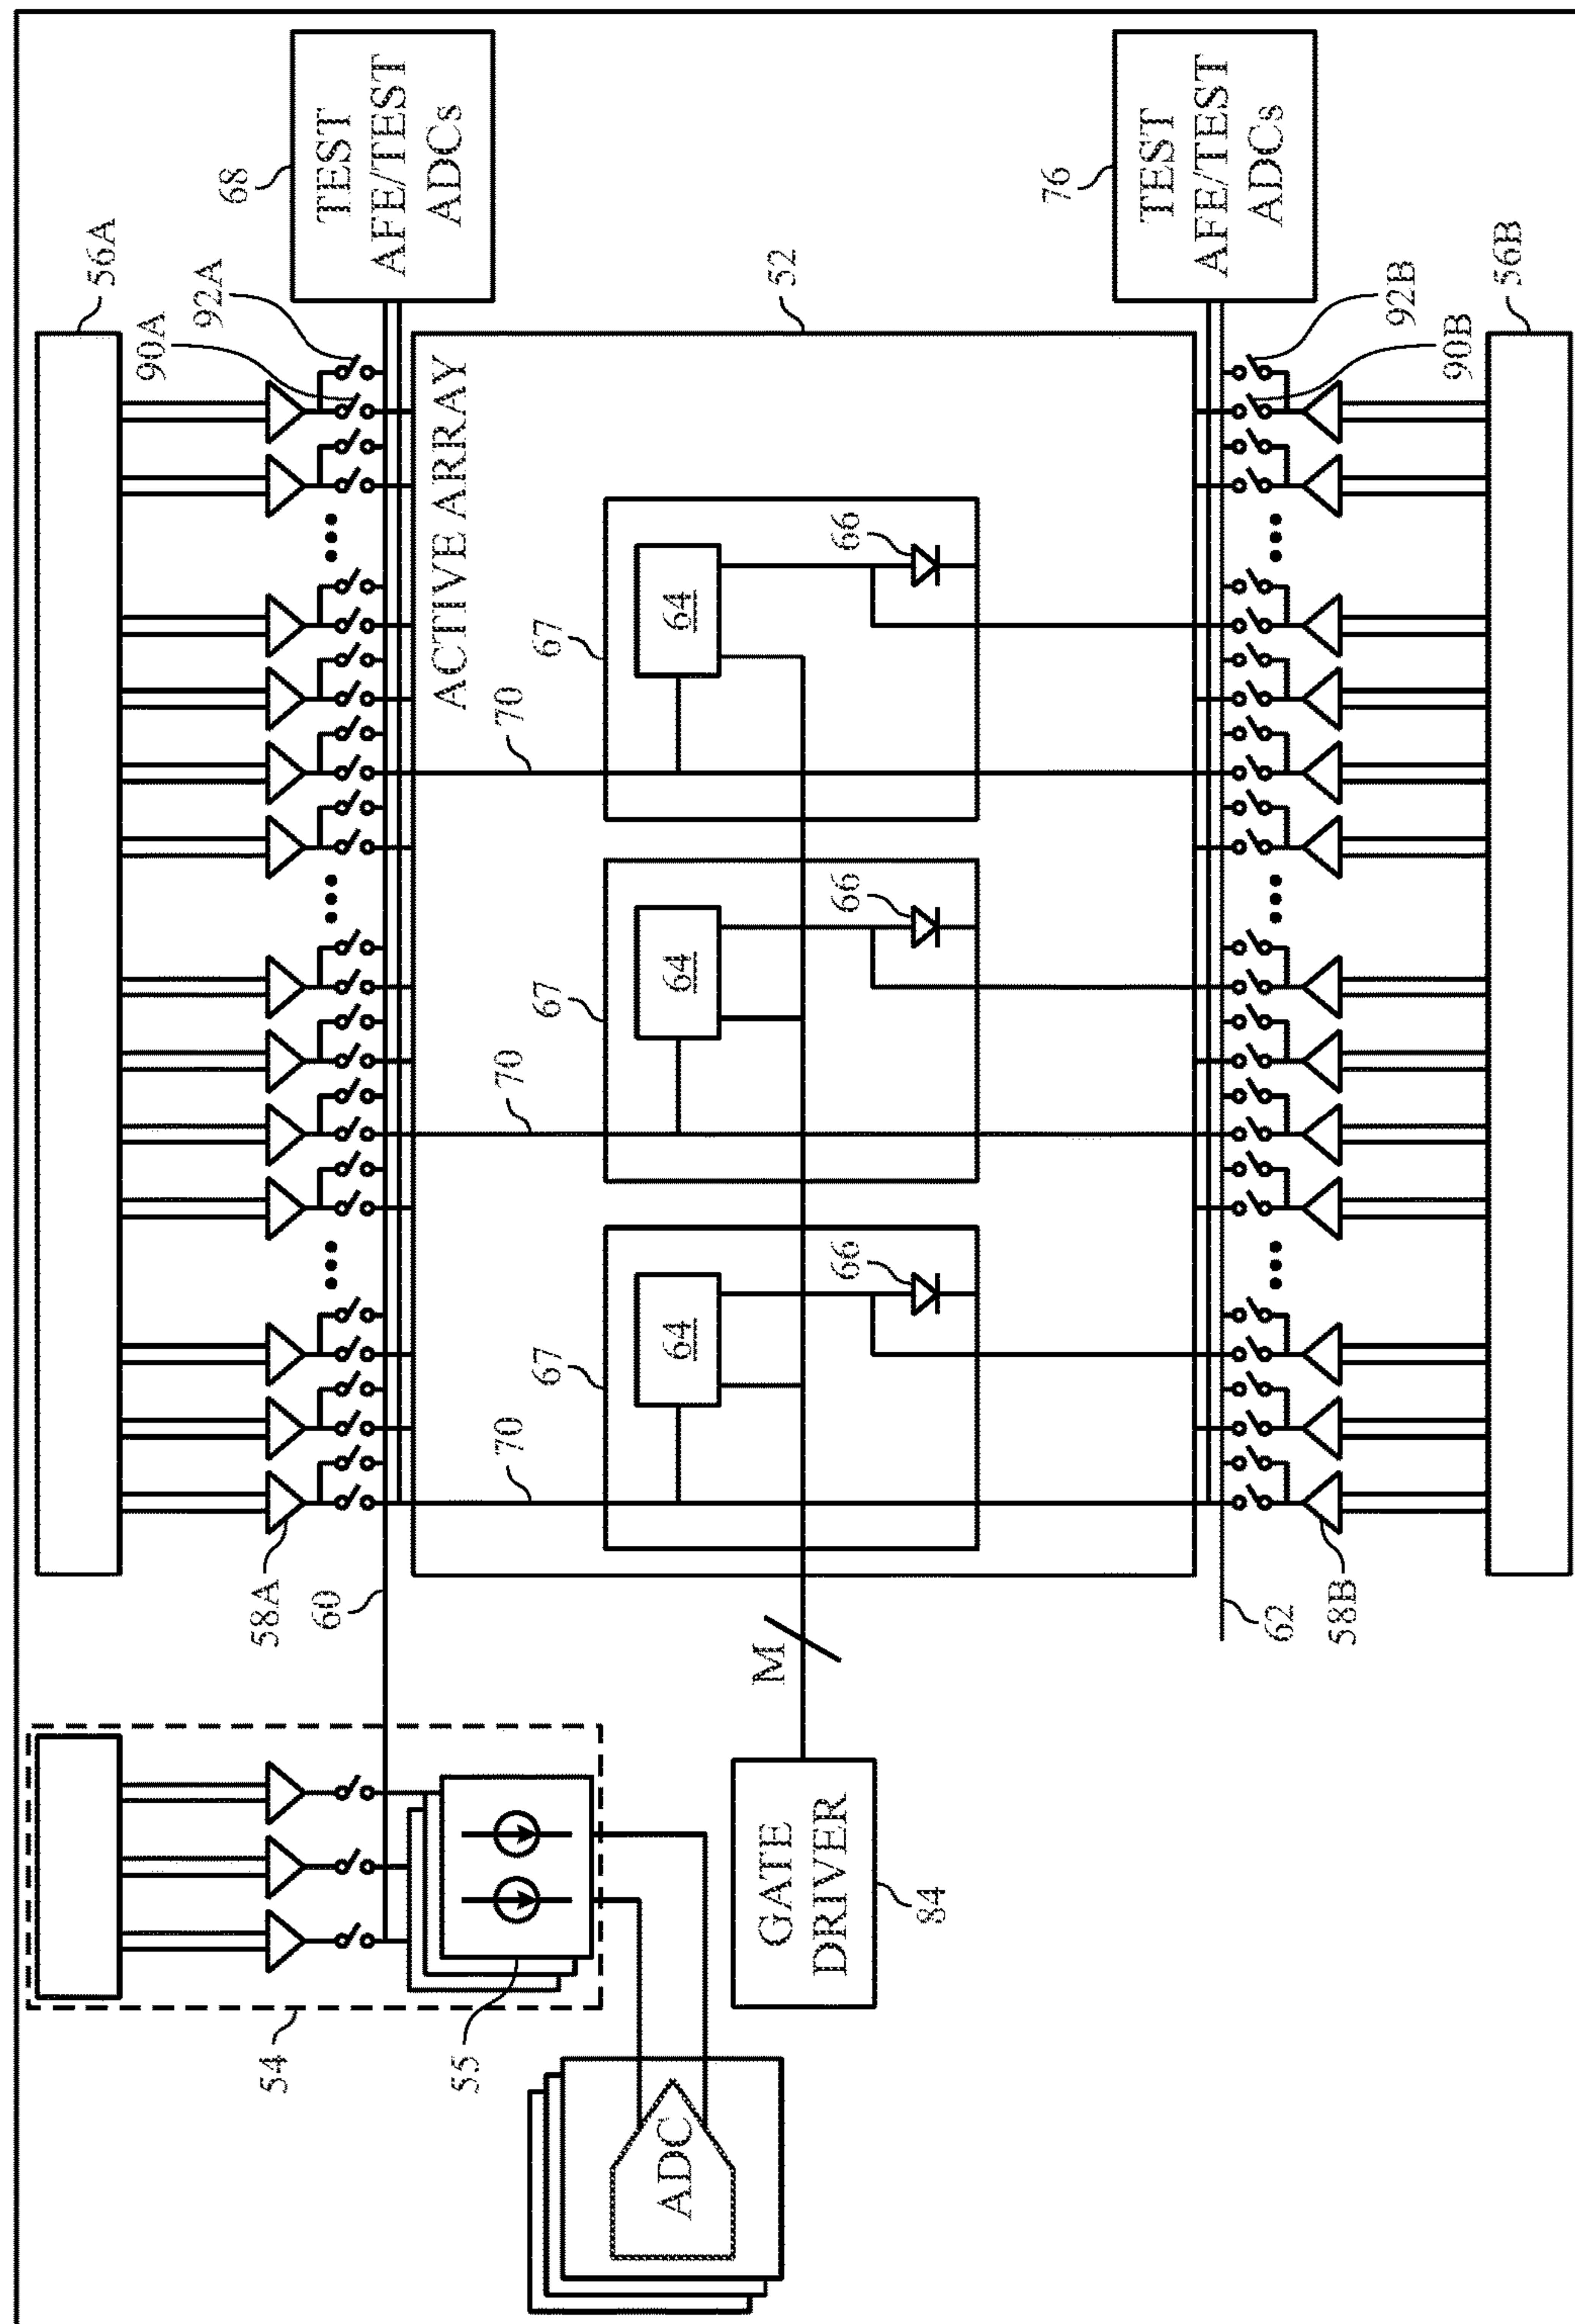 56A
68
TEST
AFE/TEST
ADCs
92A
90A
58A
60
54
55
ADC
ACTIVE ARRAY
52
70
70
70
67
67
67
64
64
64
66
66
66
M
GATE
DRIVER
84
76
TEST
AFE/TEST
ADCs
92B
90B
62
58B
56B